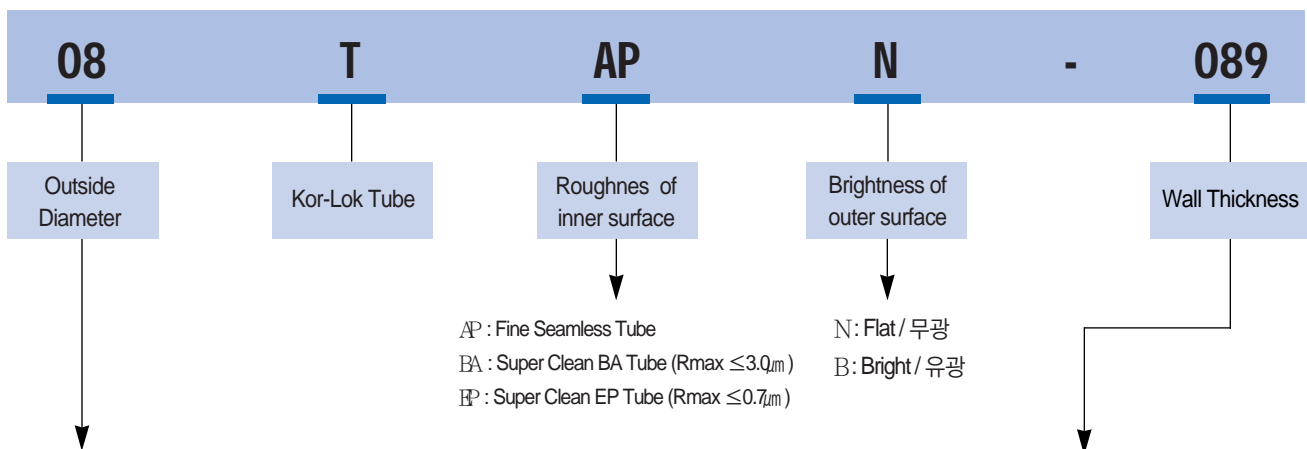 08 T AP N - 089
Outside
Diameter
Kor-Lok Tube
Roughnes of
inner surface
Brightness of
outer surface
Wall Thickness
AP : Fine Seamless Tube
BA : Super Clean BA Tube (Rmax ≤3.0㎛)
EP : Super Clean EP Tube (Rmax ≤0.7㎛)
N: Flat / 무광
B: Bright / 유광